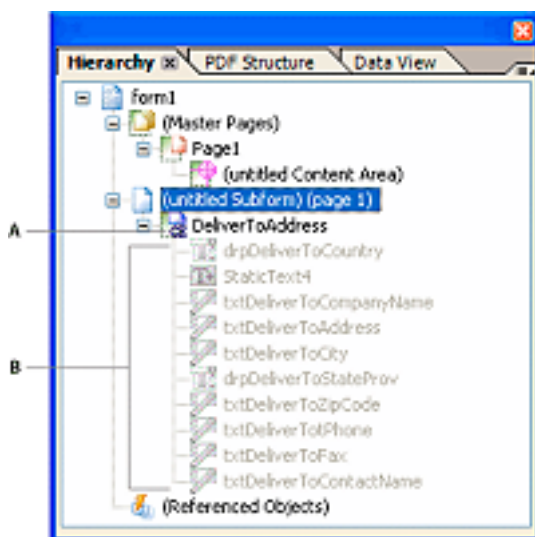 Hierarchy PDF Structure Data View
form1
(Master Pages)
Page1
(untitled Content Area)
(untitled Subform) (page 1)
A
DeliverToAddress
drpDeliverToCountry
StaticText4
txtDeliverToCompanyName
txtDeliverToAddress
txtDeliverToCity
B
drpDeliverToStateProv
txtDeliverToZipCode
txtDeliverTotPhone
txtDeliverToFax
txtDeliverToContactName
(Referenced Objects)